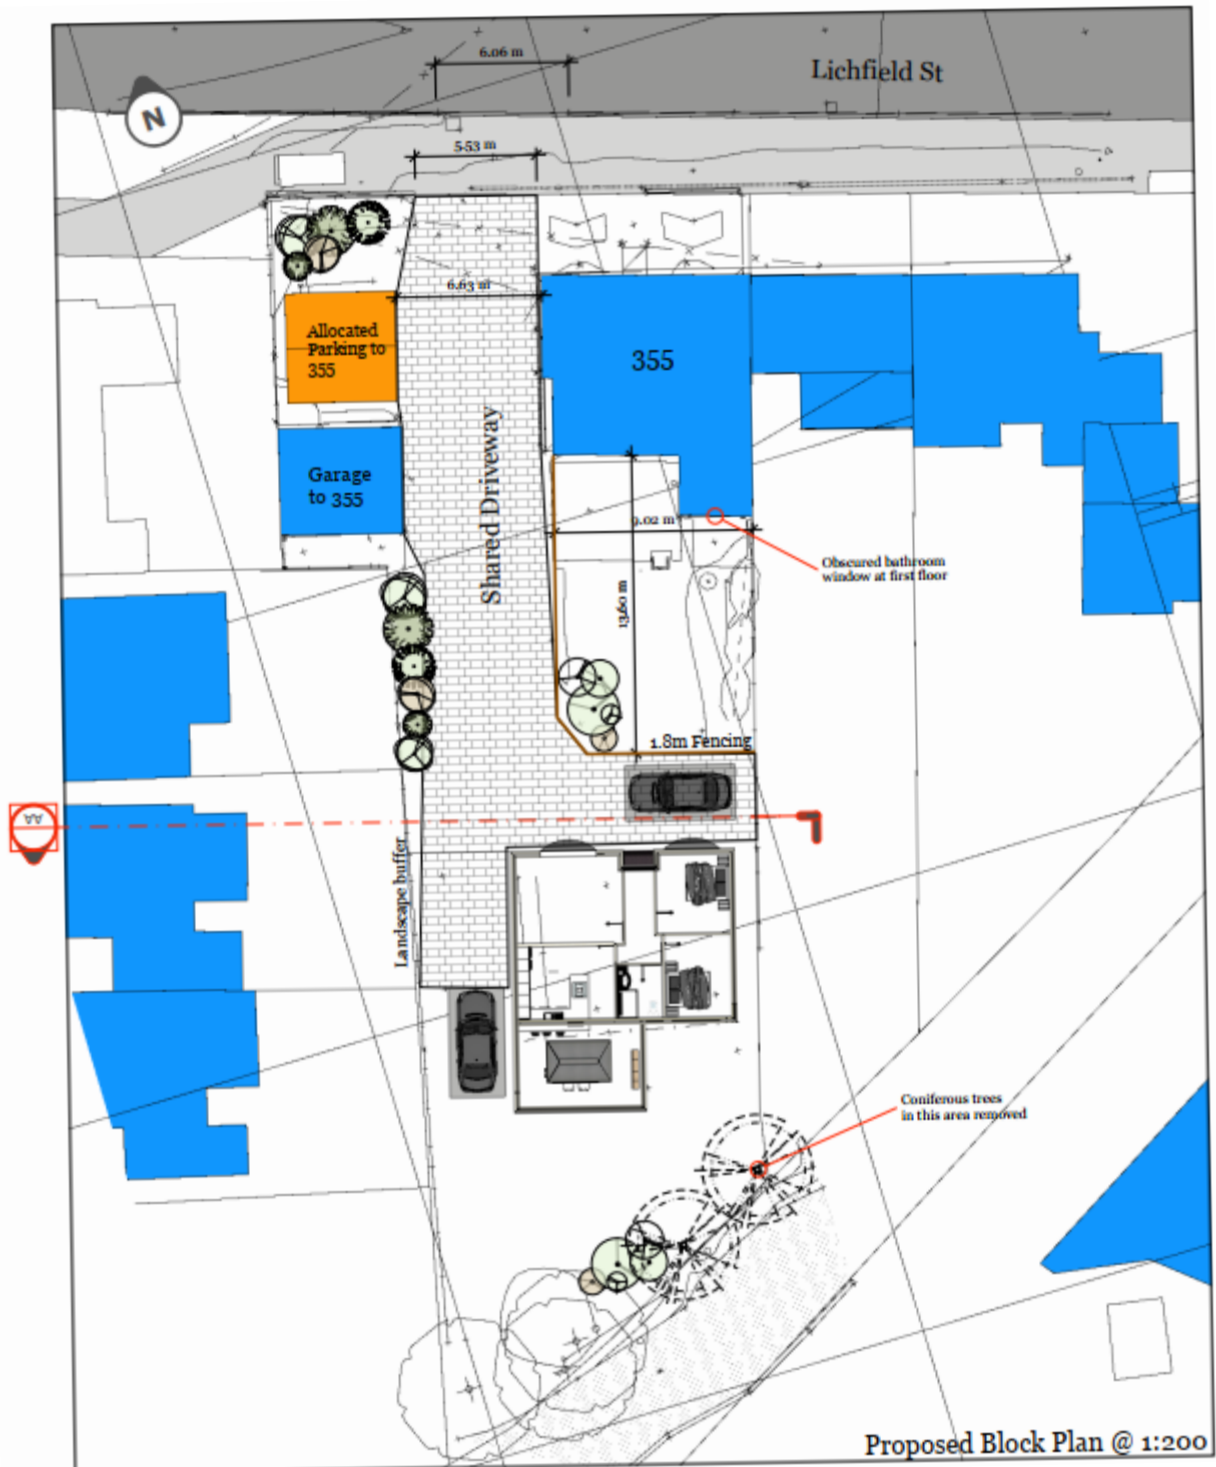 6.06 m
Lichfield St
N
5.53 m
6.63 m
Allocated
Parking to
355
355
Shared Driveway
Garage
to 355
9.02 m
Obscured bathroom
window at first floor
13.60 m
1.8m Fencing
AA
Landscape buffer
Coniferous trees
in this area removed
Proposed Block Plan @ 1:200